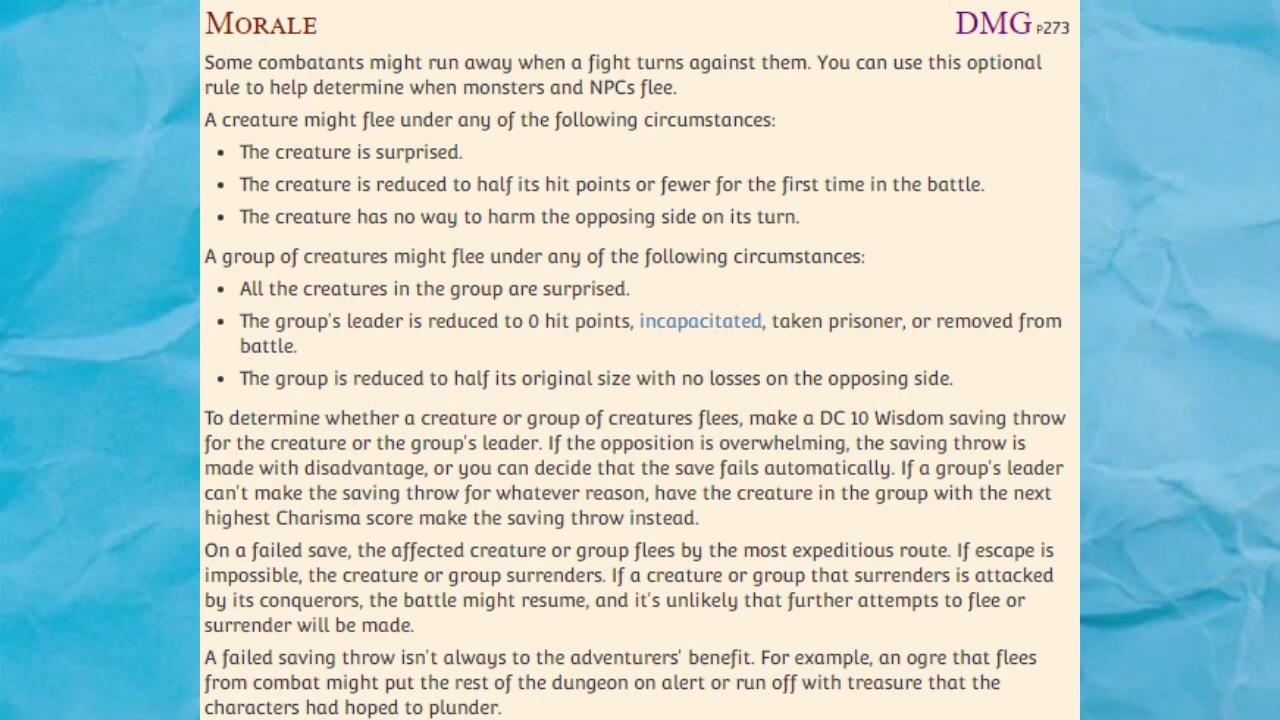 MORALE DMG P273
Some combatants might run away when a fight turns against them. You can use this optional
rule to help determine when monsters and NPCs flee.
A creature might flee under any of the following circumstances:
• The creature is surprised.
• The creature is reduced to half its hit points or fewer for the first time in the battle.
• The creature has no way to harm the opposing side on its turn.
A group of creatures might flee under any of the following circumstances:
• All the creatures in the group are surprised.
• The group's leader is reduced to 0 hit points, incapacitated, taken prisoner, or removed from
battle.
• The group is reduced to half its original size with no losses on the opposing side.
To determine whether a creature or group of creatures flees, make a DC 10 Wisdom saving throw
for the creature or the group's leader. If the opposition is overwhelming, the saving throw is
made with disadvantage, or you can decide that the save fails automatically. If a group's leader
can't make the saving throw for whatever reason, have the creature in the group with the next
highest Charisma score make the saving throw instead.
On a failed save, the affected creature or group flees by the most expeditious route. If escape is
impossible, the creature or group surrenders. If a creature or group that surrenders is attacked
by its conquerors, the battle might resume, and it's unlikely that further attempts to flee or
surrender will be made.
A failed saving throw isn't always to the adventurers' benefit. For example, an ogre that flees
from combat might put the rest of the dungeon on alert or run off with treasure that the
characters had hoped to plunder.